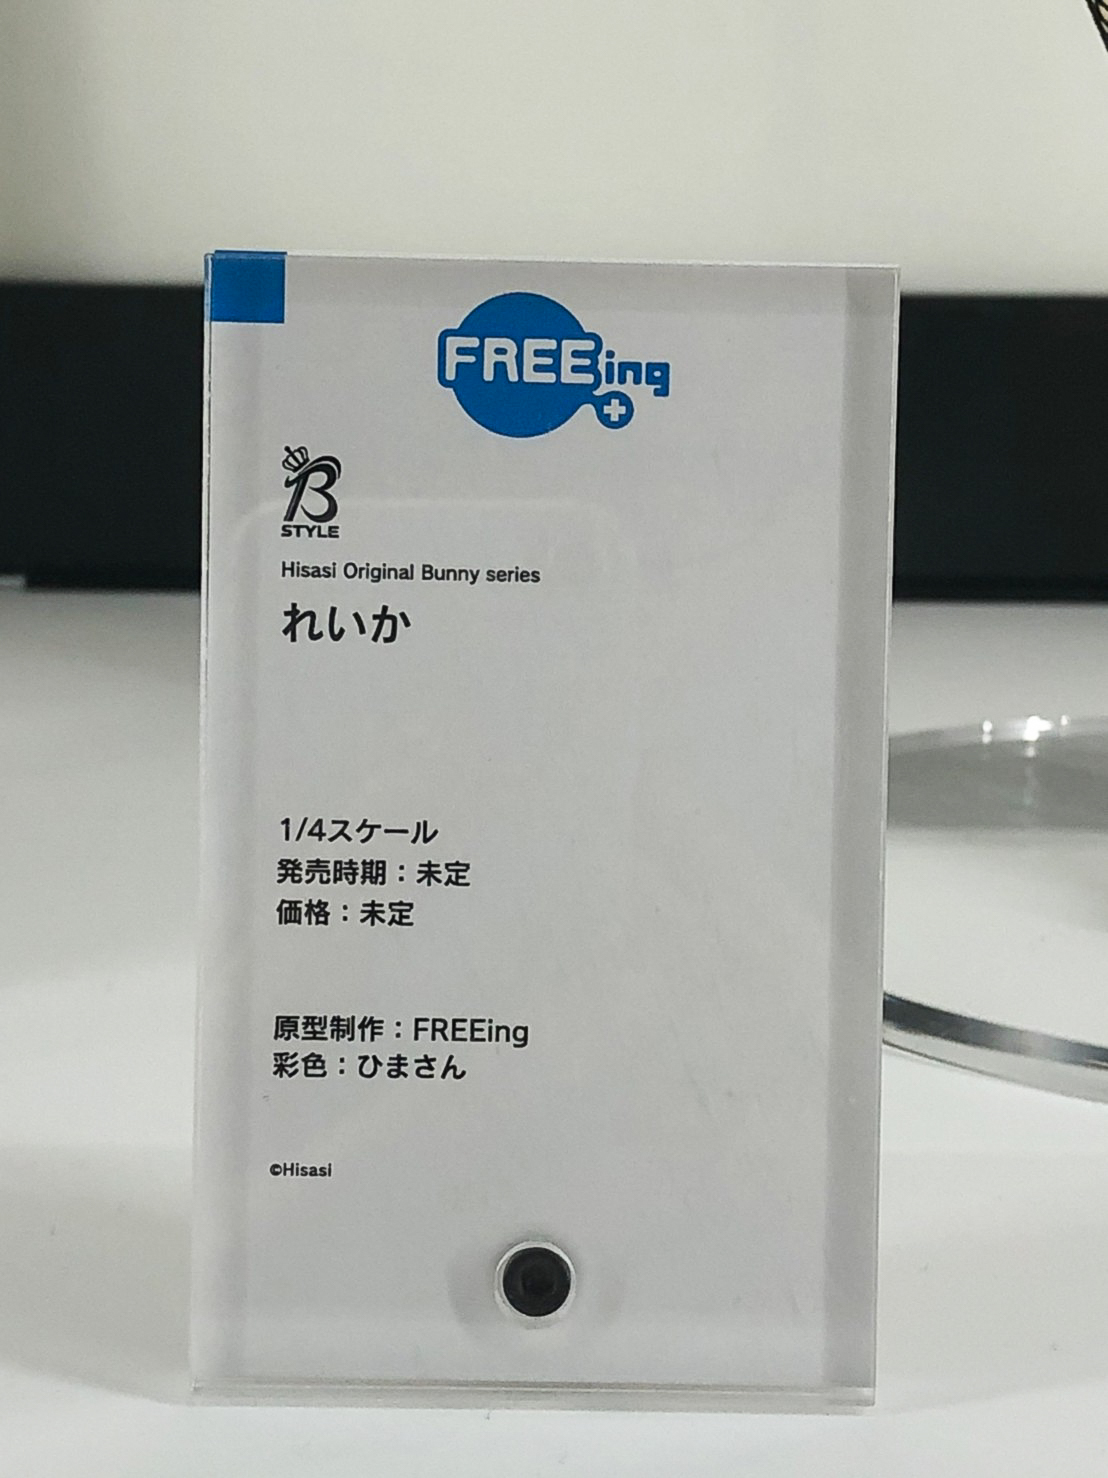 FREEing
B
STYLE
Hisasi Original Bunny series
れいか
1/4スケール
発売時期：未定
価格：未定
原型制作：FREEing
彩色：ひまさん
©Hisasi